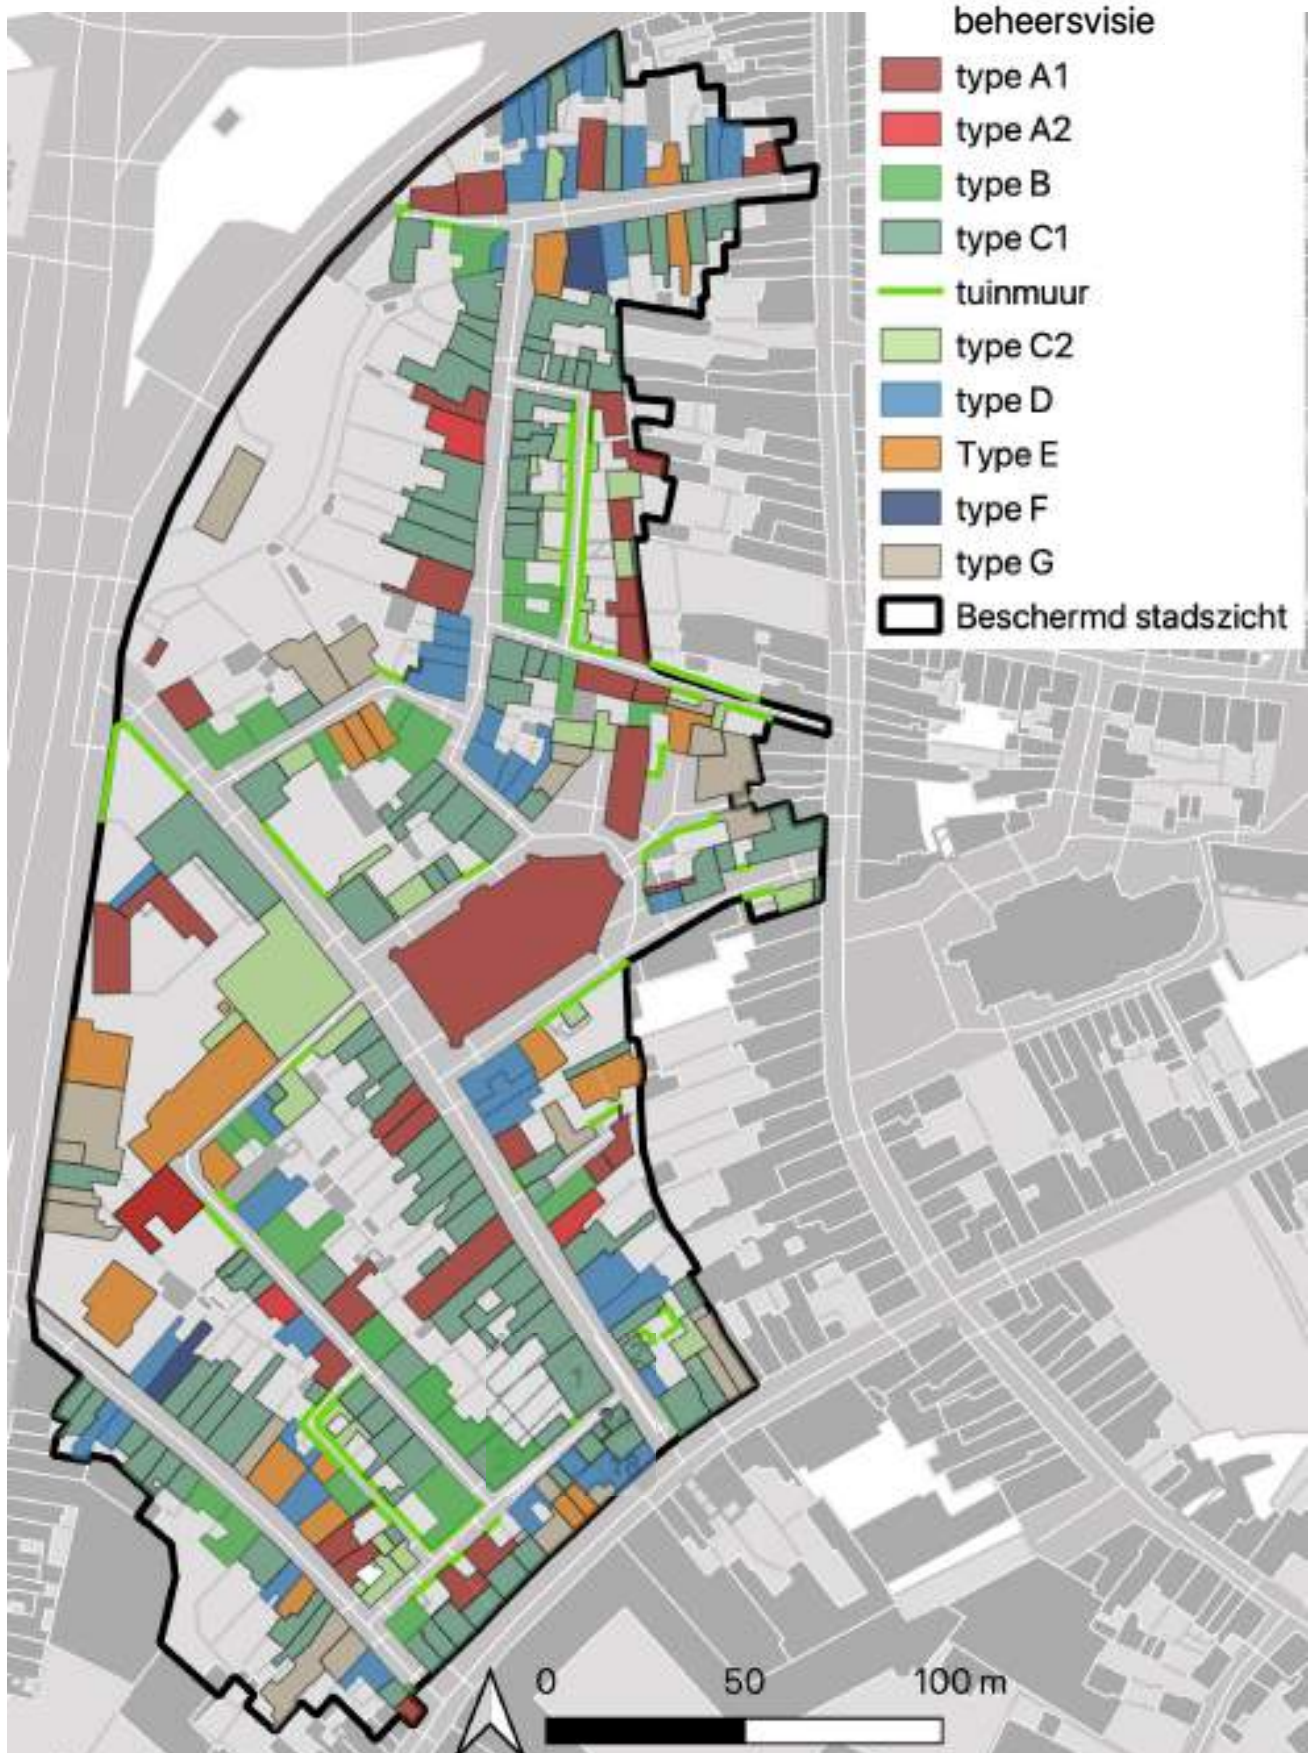 beheersvisie
type A1
type A2
type B
type C1
tuinmuur
type C2
type D
Type E
type F
type G
Beschermd stadszicht
0 50 100 m